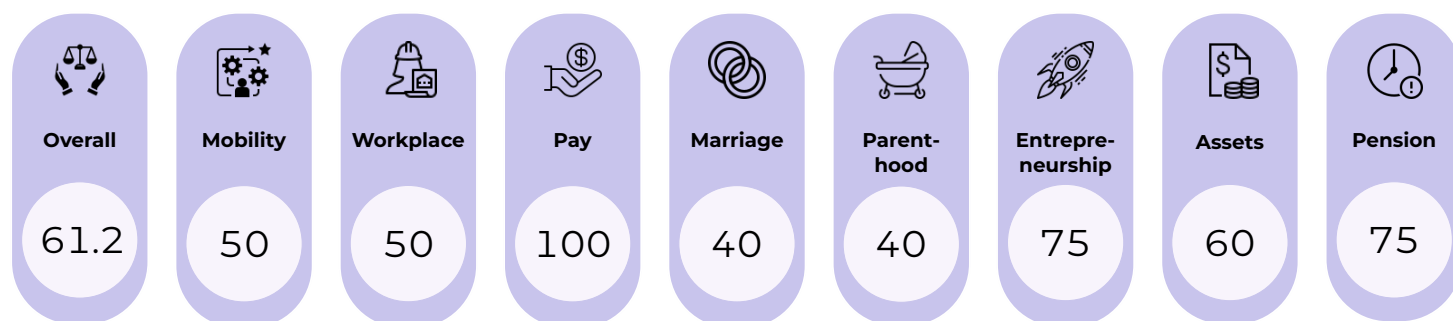 Overall
61.2
Mobility
50
Workplace
50
$
Pay
100
Marriage
40
Parent-
hood
40
Entrepre-
neurship
75
$
Assets
60
Pension
75